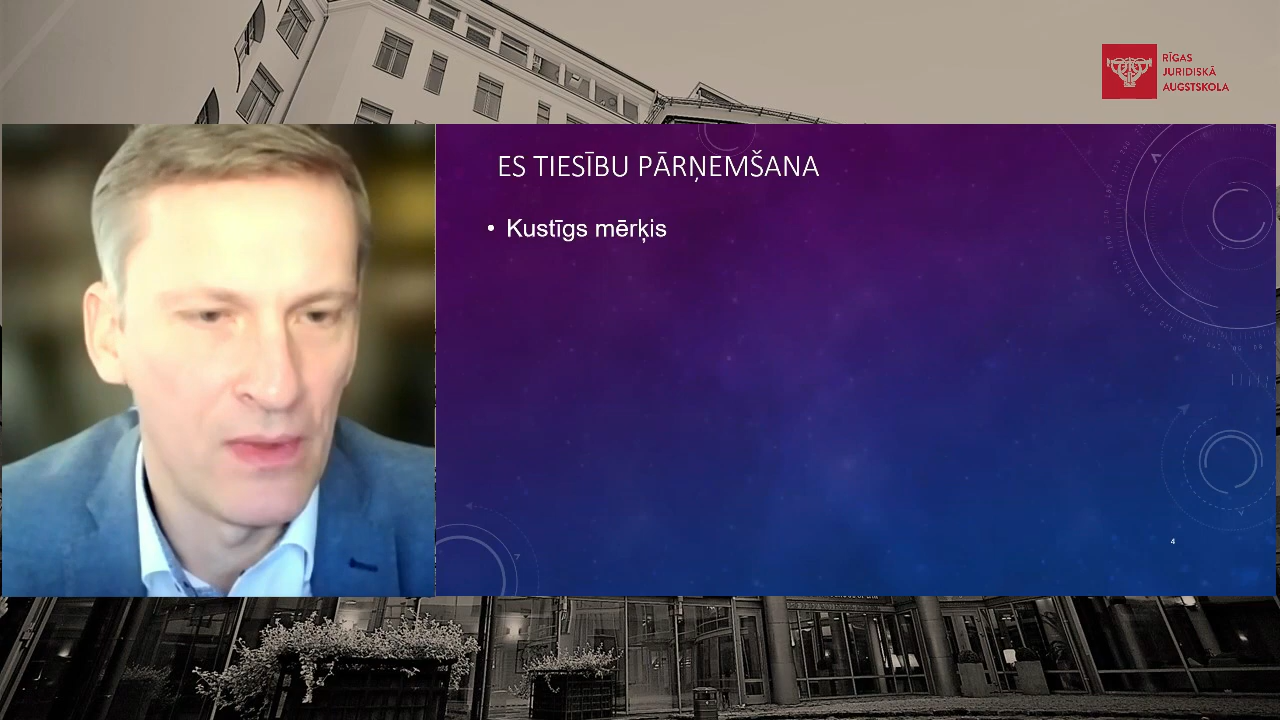 RĪGAS
JURIDISKĀ
AUGSTSKOLA
ES TIESĪBU PĀRŅEMŠANA
• Kustīgs mērķis
4